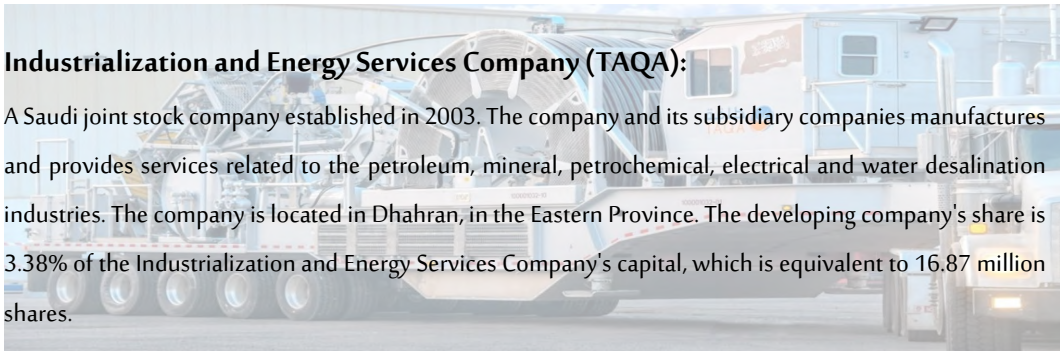 Industrialization and Energy Services Company (TAQA):
A Saudi joint stock company established in 2003. The company and its subsidiary companies manufactures
and provides services related to the petroleum, mineral, petrochemical, electrical and water desalination
industries. The company is located in Dhahran, in the Eastern Province. The developing company's share is
3.38% of the Industrialization and Energy Services Company's capital, which is equivalent to 16.87 million
shares.